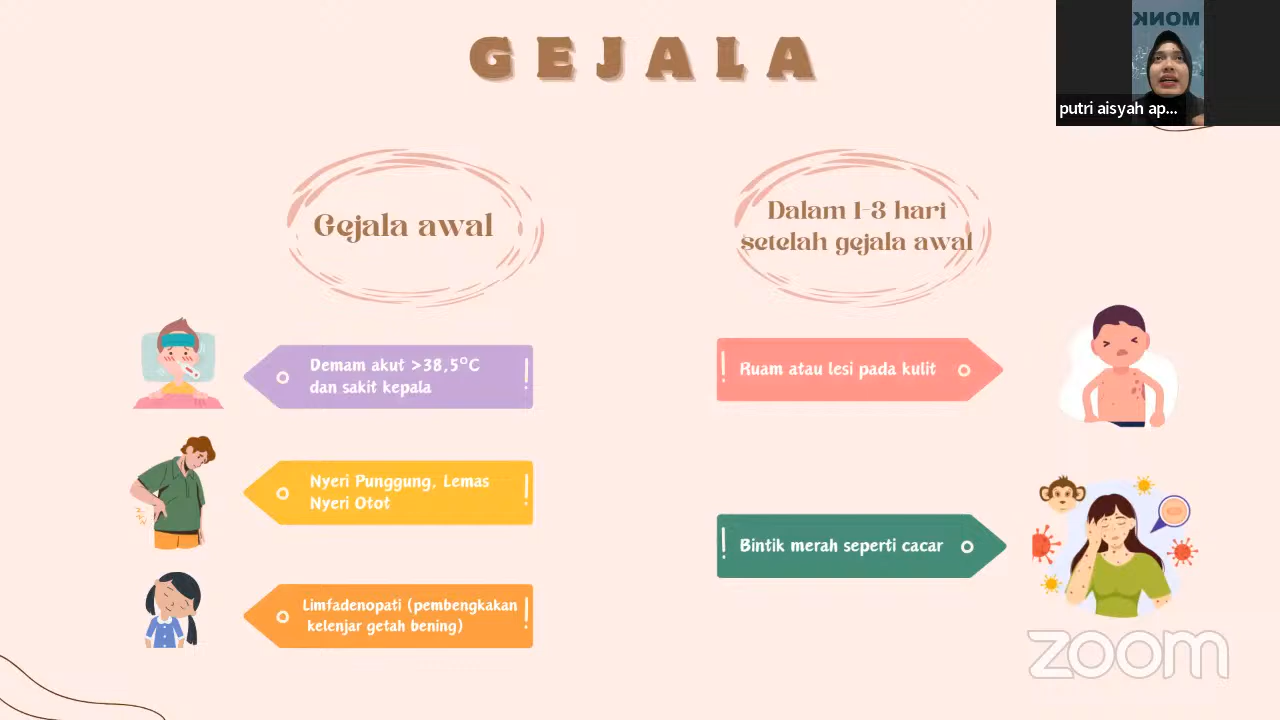 GEJALA
MONK
putri aisyah ap...
Gejala awal
Dalam 1-3 hari
setelah gejala awal
Demam akut >38,5°C
dan sakit kepala
Nyeri Punggung, Lemas
Nyeri Otot
Limfadenopati (pembengkakan
kelenjar getah bening)
Ruam atau lesi pada kulit
Bintik merah seperti cacar
zoom